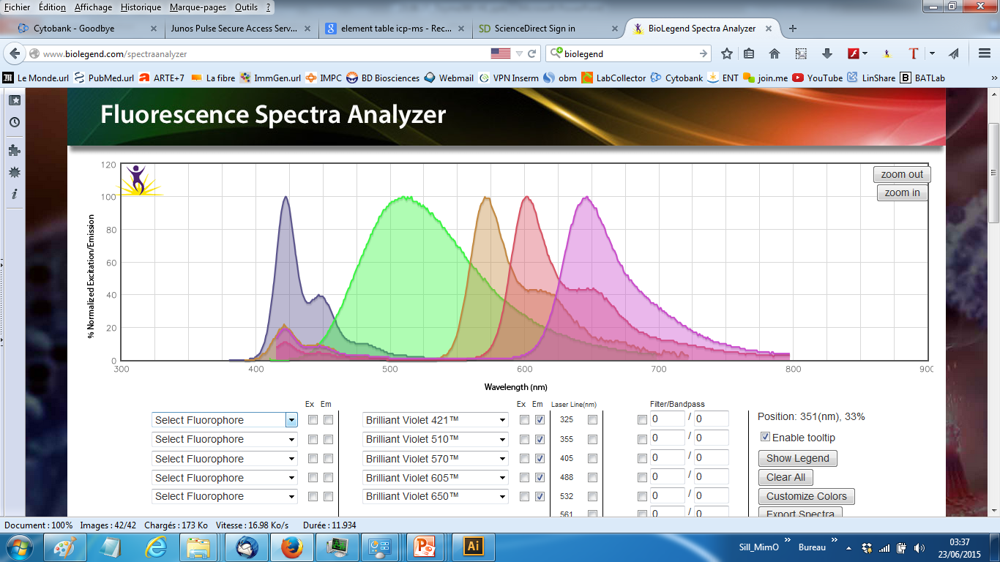 Fichier Édition Affichage Historique Marque-pages Outils ?
Cytobank - Goodbye Junos Pulse Secure Access Serv... element table icp-ms - Rec... SD ScienceDirect Sign in BioLegend Spectra Analyzer
www.biolegend.com/spectraanalyzer biolegend
Le Monde.url PubMed.url ARTE+7 La fibre ImmGen.url IMPC BD Biosciences Webmail VPN Inserm obm LabCollector Cytobank ENT join.me YouTube LinShare BATLab
Fluorescence Spectra Analyzer
zoom out
zoom in
120
100
80
60
40
20
0
% Normalized Excitation/Emission
300 400 500 600 700 800 900
Wavelength (nm)
Ex Em Ex Em Laser Line(nm) Filter/Bandpass
Select Fluorophore Brilliant Violet 421™ 325 0 / 0 Position: 351(nm), 33%
Select Fluorophore Brilliant Violet 510™ 355 0 / 0 Enable tooltip
Select Fluorophore Brilliant Violet 570™ 405 0 / 0 Show Legend
Select Fluorophore Brilliant Violet 605™ 488 0 / 0 Clear All
Select Fluorophore Brilliant Violet 650™ 532 0 / 0 Customize Colors
561 0 / 0 Export Spectra
Document : 100% Images : 42/42 Chargés : 173 Ko Vitesse : 16.98 Ko/s Durée : 11.934
Sill_MimO » Bureau » 03:37
23/06/2015